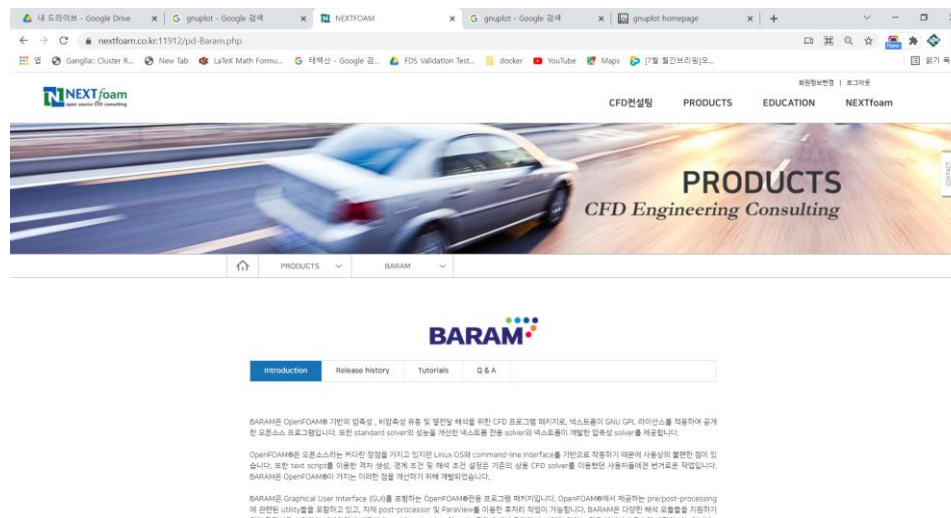 내 드라이브 - Google Drive
gnuplot - Google 검색
NEXTFOAM
gnuplot - Google 검색
gnuplot homepage
nextfoam.co.kr:11912/pd-Baram.php
New
앱
Ganglia: Cluster R...
New Tab
LaTeX Math Formu...
태백산 - Google 검...
FDS Validation Test...
docker
YouTube
Maps
[7월 월간브리핑]오...
읽기 목
회원정보변경 | 로그아웃
NEXTfoam
open source CFD consulting
CFD컨설팅
PRODUCTS
EDUCATION
NEXTfoam
PRODUCTS
CFD Engineering Consulting
CONTACT
PRODUCTS
BARAM
BARAM
Introduction
Release history
Tutorials
Q & A
BARAM은 OpenFOAM® 기반의 압축성, 비압축성 유동 및 열전달 해석을 위한 CFD 프로그램 패키지로, 넥스트폼이 GNU GPL 라이선스를 적용하여 공개
한 오픈소스 프로그램입니다. 또한 standard solver의 성능을 개선한 넥스트폼 전용 solver와 넥스트폼이 개발한 압축성 solver를 제공합니다.
OpenFOAM®은 오픈소스라는 커다란 장점을 가지고 있지만 Linux OS와 command-line interface를 기반으로 작동하기 때문에 사용상의 불편한 점이 있
습니다. 또한 text script를 이용한 격자 생성, 경계 조건 및 해석 조건 설정은 기존의 상용 CFD solver를 이용했던 사용자들에겐 번거로운 작업입니다.
BARAM은 OpenFOAM®이 가지는 이러한 점을 개선하기 위해 개발되었습니다.
BARAM은 Graphical User Interface (GUI)를 포함하는 OpenFOAM®전용 프로그램 패키지입니다. OpenFOAM®에서 제공하는 pre/post-processing
에 관련된 utility들을 포함하고 있고, 자체 post-processor 및 ParaView를 이용한 후처리 작업이 가능합니다. BARAM은 다양한 해석 모듈들을 지원하기